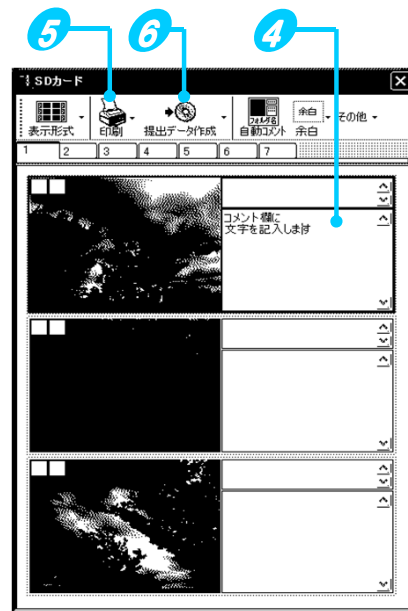 5 6 4
SDカード
表示形式 印刷 提出データ作成 フォルダ名 自動コメント 余白 余白 その他
1 2 3 4 5 6 7
コメント欄に
文字を記入します